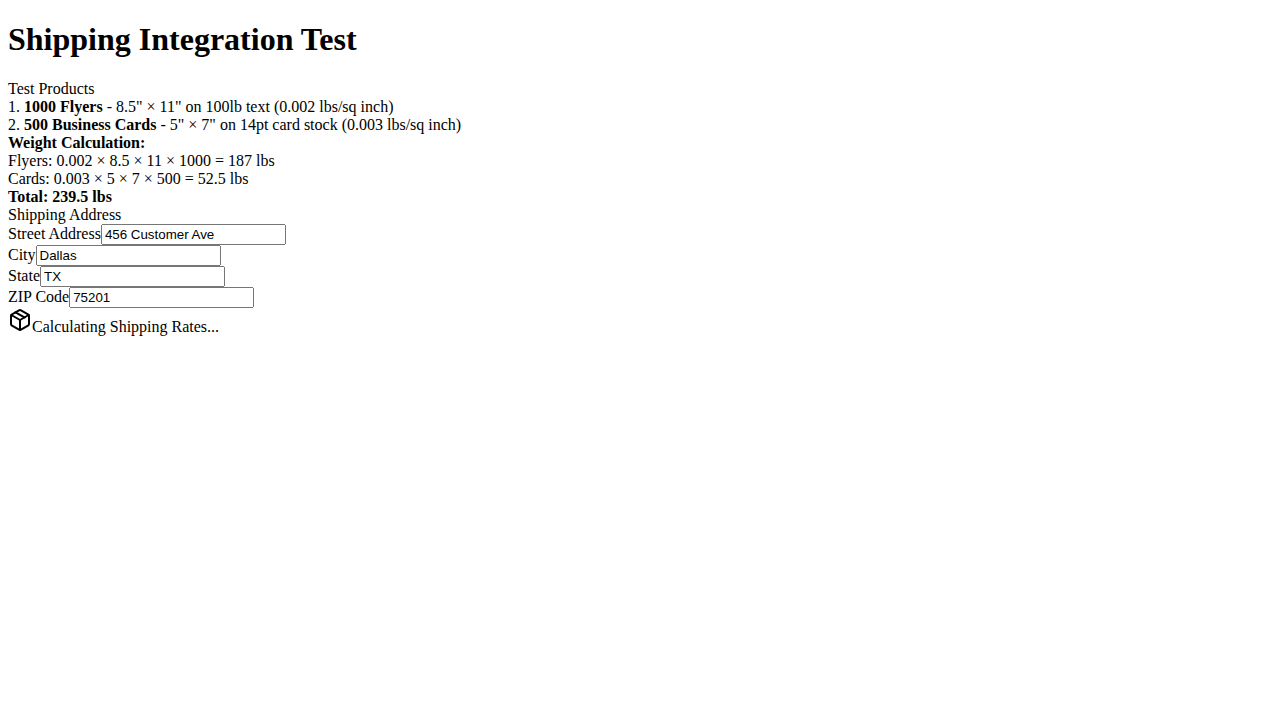 Shipping Integration Test
Test Products
1. 1000 Flyers - 8.5" × 11" on 100lb text (0.002 lbs/sq inch)
2. 500 Business Cards - 5" × 7" on 14pt card stock (0.003 lbs/sq inch)
Weight Calculation:
Flyers: 0.002 × 8.5 × 11 × 1000 = 187 lbs
Cards: 0.003 × 5 × 7 × 500 = 52.5 lbs
Total: 239.5 lbs
Shipping Address
Street Address 456 Customer Ave
City Dallas
State TX
ZIP Code 75201
Calculating Shipping Rates...